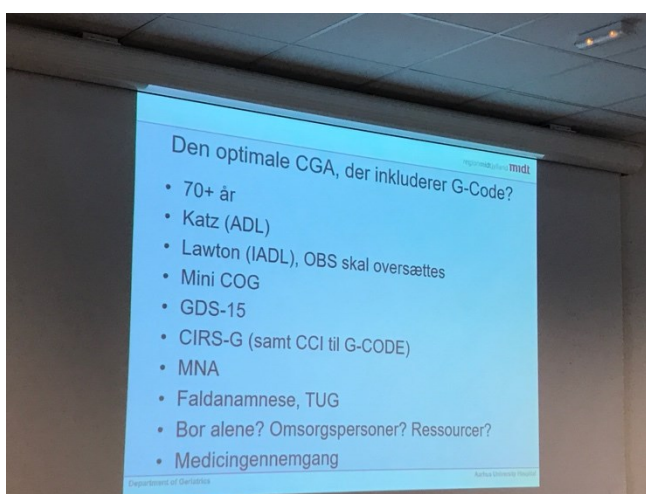 regionmidtjylland midt
Den optimale CGA, der inkluderer G-Code?
• 70+ år
• Katz (ADL)
• Lawton (IADL), OBS skal oversættes
• Mini COG
• GDS-15
• CIRS-G (samt CCI til G-CODE)
• MNA
• Faldanamnese, TUG
• Bor alene? Omsorgspersoner? Ressourcer?
• Medicingennemgang
Department of Geriatrics
Aarhus University Hospital